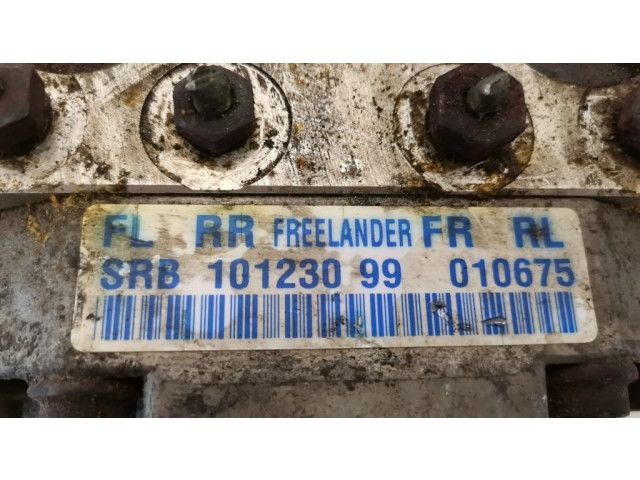 FL RR FREELANDER FR RL
SRB 101230 99 010675